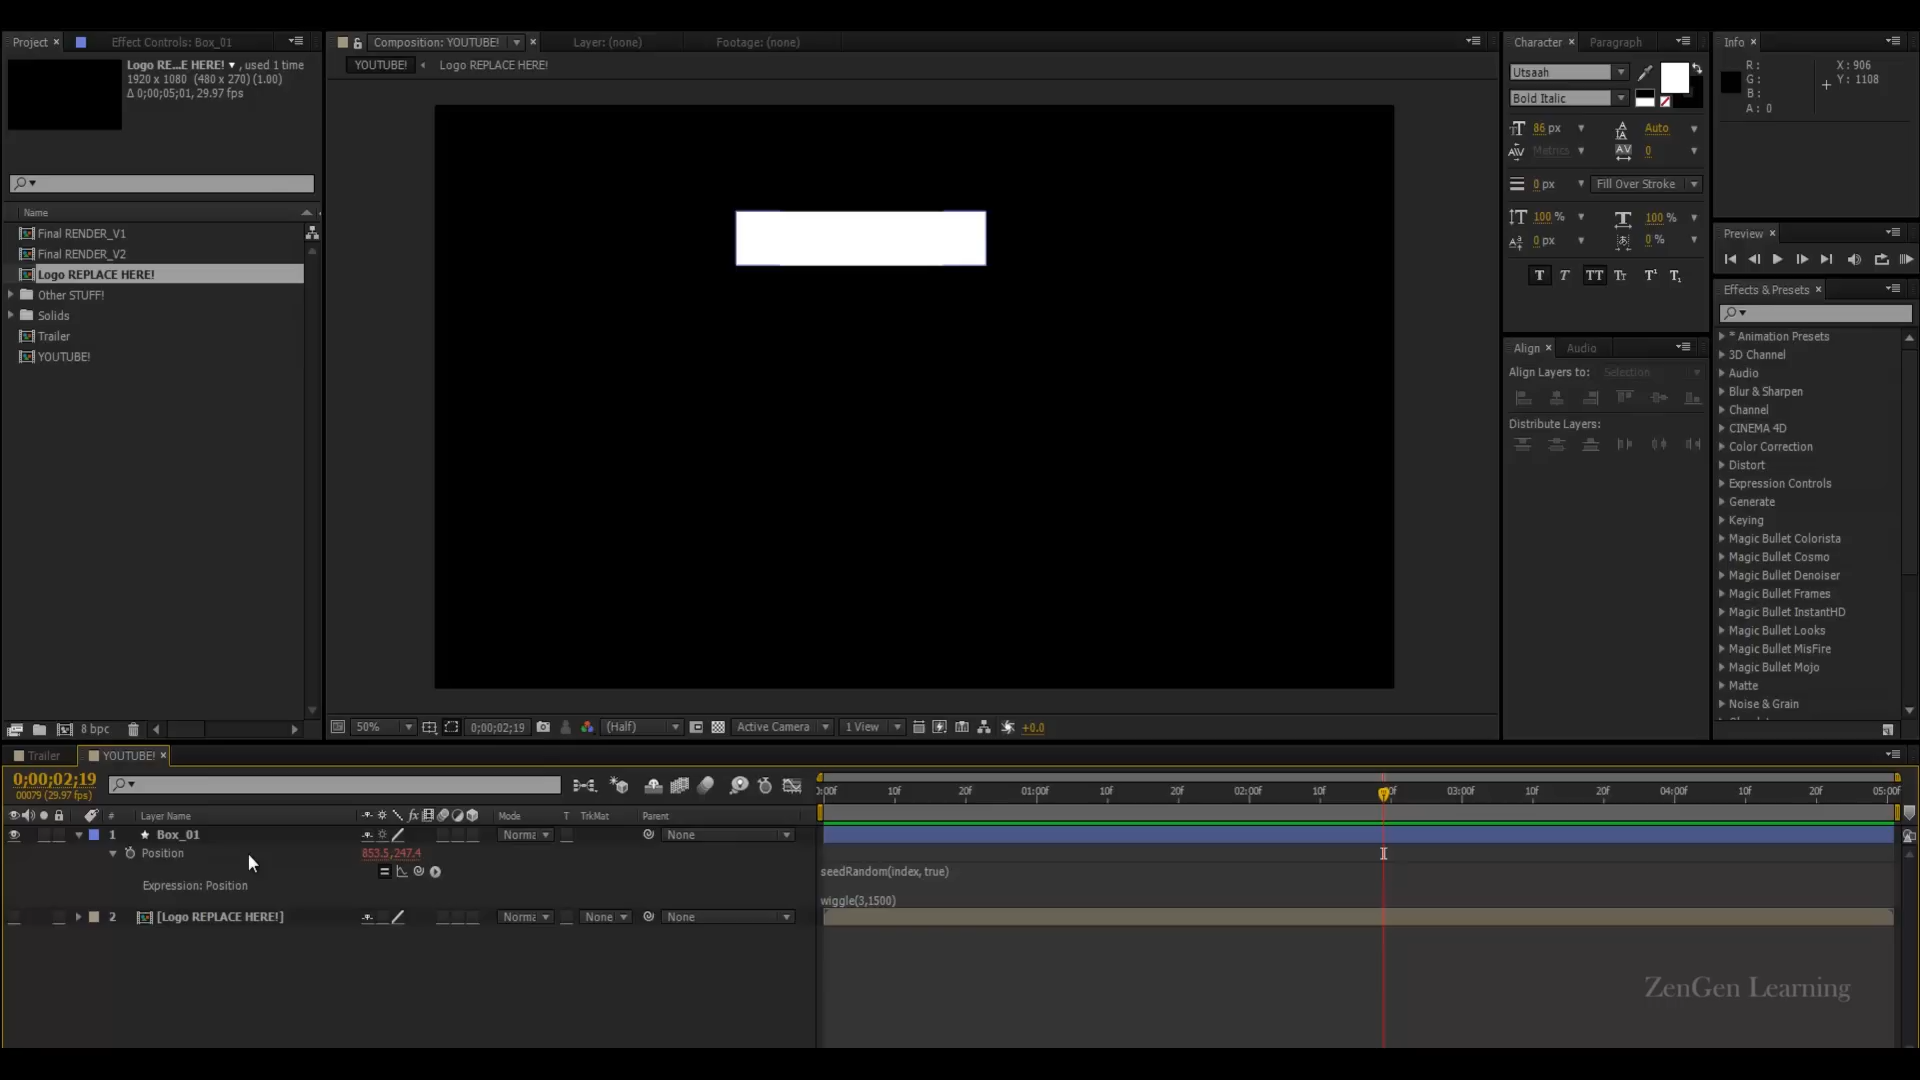 Project × Effect Controls: Box_01
Composition: YOUTUBE! × Layer: (none) Footage: (none)
Character × Paragraph
Info ×
Logo RE...E HERE! ▼ , used 1 time
1920 x 1080 (480 x 270) (1.00)
Δ 0;00;05;01, 29.97 fps
YOUTUBE! Logo REPLACE HERE!
Utsaah
Bold Italic
R :
G :
B :
A : 0
X : 906
Y : 1108
86 px Auto
Metrics 0
0 px Fill Over Stroke
100 % 100 %
0 px 0 %
T T TT Tr T¹ T₁
Name
Final RENDER_V1
Final RENDER_V2
Logo REPLACE HERE!
Other STUFF!
Solids
Trailer
YOUTUBE!
Preview ×
Effects & Presets ×
* Animation Presets
3D Channel
Audio
Blur & Sharpen
Channel
CINEMA 4D
Color Correction
Distort
Expression Controls
Generate
Keying
Magic Bullet Colorista
Magic Bullet Cosmo
Magic Bullet Denoiser
Magic Bullet Frames
Magic Bullet InstantHD
Magic Bullet Looks
Magic Bullet MisFire
Magic Bullet Mojo
Matte
Noise & Grain
Align × Audio
Align Layers to: Selection
Distribute Layers:
8 bpc
50% 0;00;02;19 (Half) Active Camera 1 View +0.0
Trailer YOUTUBE! ×
0;00;02;19
00079 (29.97 fps)
):00f 10f 20f 01:00f 10f 20f 02:00f 10f 20f 03:00f 10f 20f 04:00f 10f 20f 05:00f
# Layer Name fx Mode T TrkMat Parent
1 Box_01 Norma None
Position 853.5,247.4
seedRandom(index, true)
Expression: Position
wiggle(3,1500)
2 [Logo REPLACE HERE!] Norma None None
ZenGen Learning